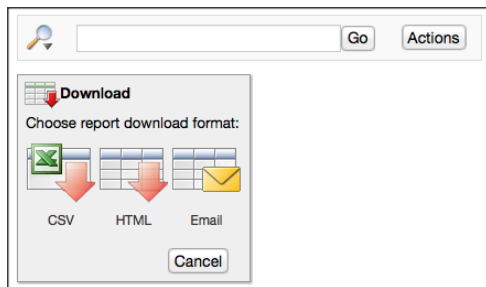 Go Actions
Download
Choose report download format:
CSV HTML Email
Cancel